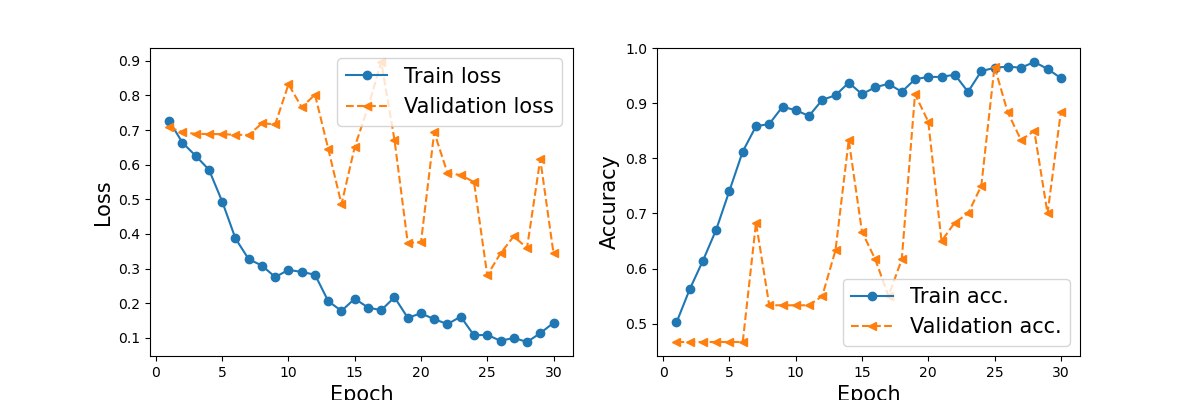 0.9
0.8
0.7
0.6
0.5
0.4
0.3
0.2
0.1
Loss
Train loss
Validation loss
0 5 10 15 20 25 30
Epoch
1.0
0.9
0.8
0.7
0.6
0.5
Accuracy
Train acc.
Validation acc.
0 5 10 15 20 25 30
Epoch